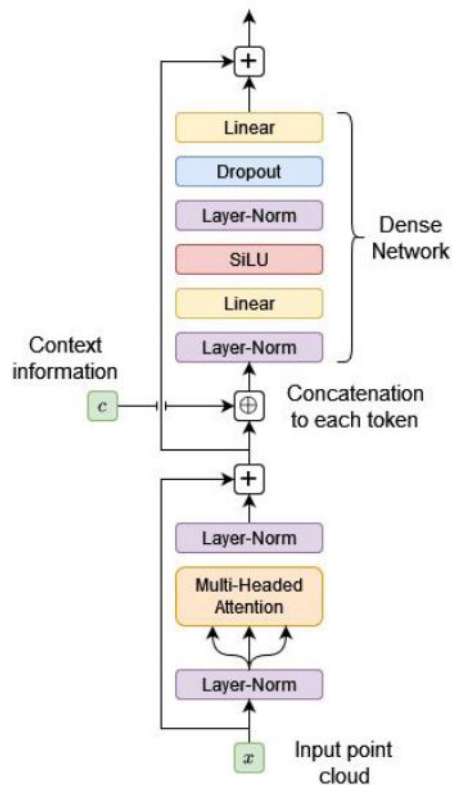 +
Linear
Dropout
Layer-Norm
SiLU
Linear
Layer-Norm
Dense
Network
Context
information
c
⊕
Concatenation
to each token
+
Layer-Norm
Multi-Headed
Attention
Layer-Norm
x
Input point
cloud